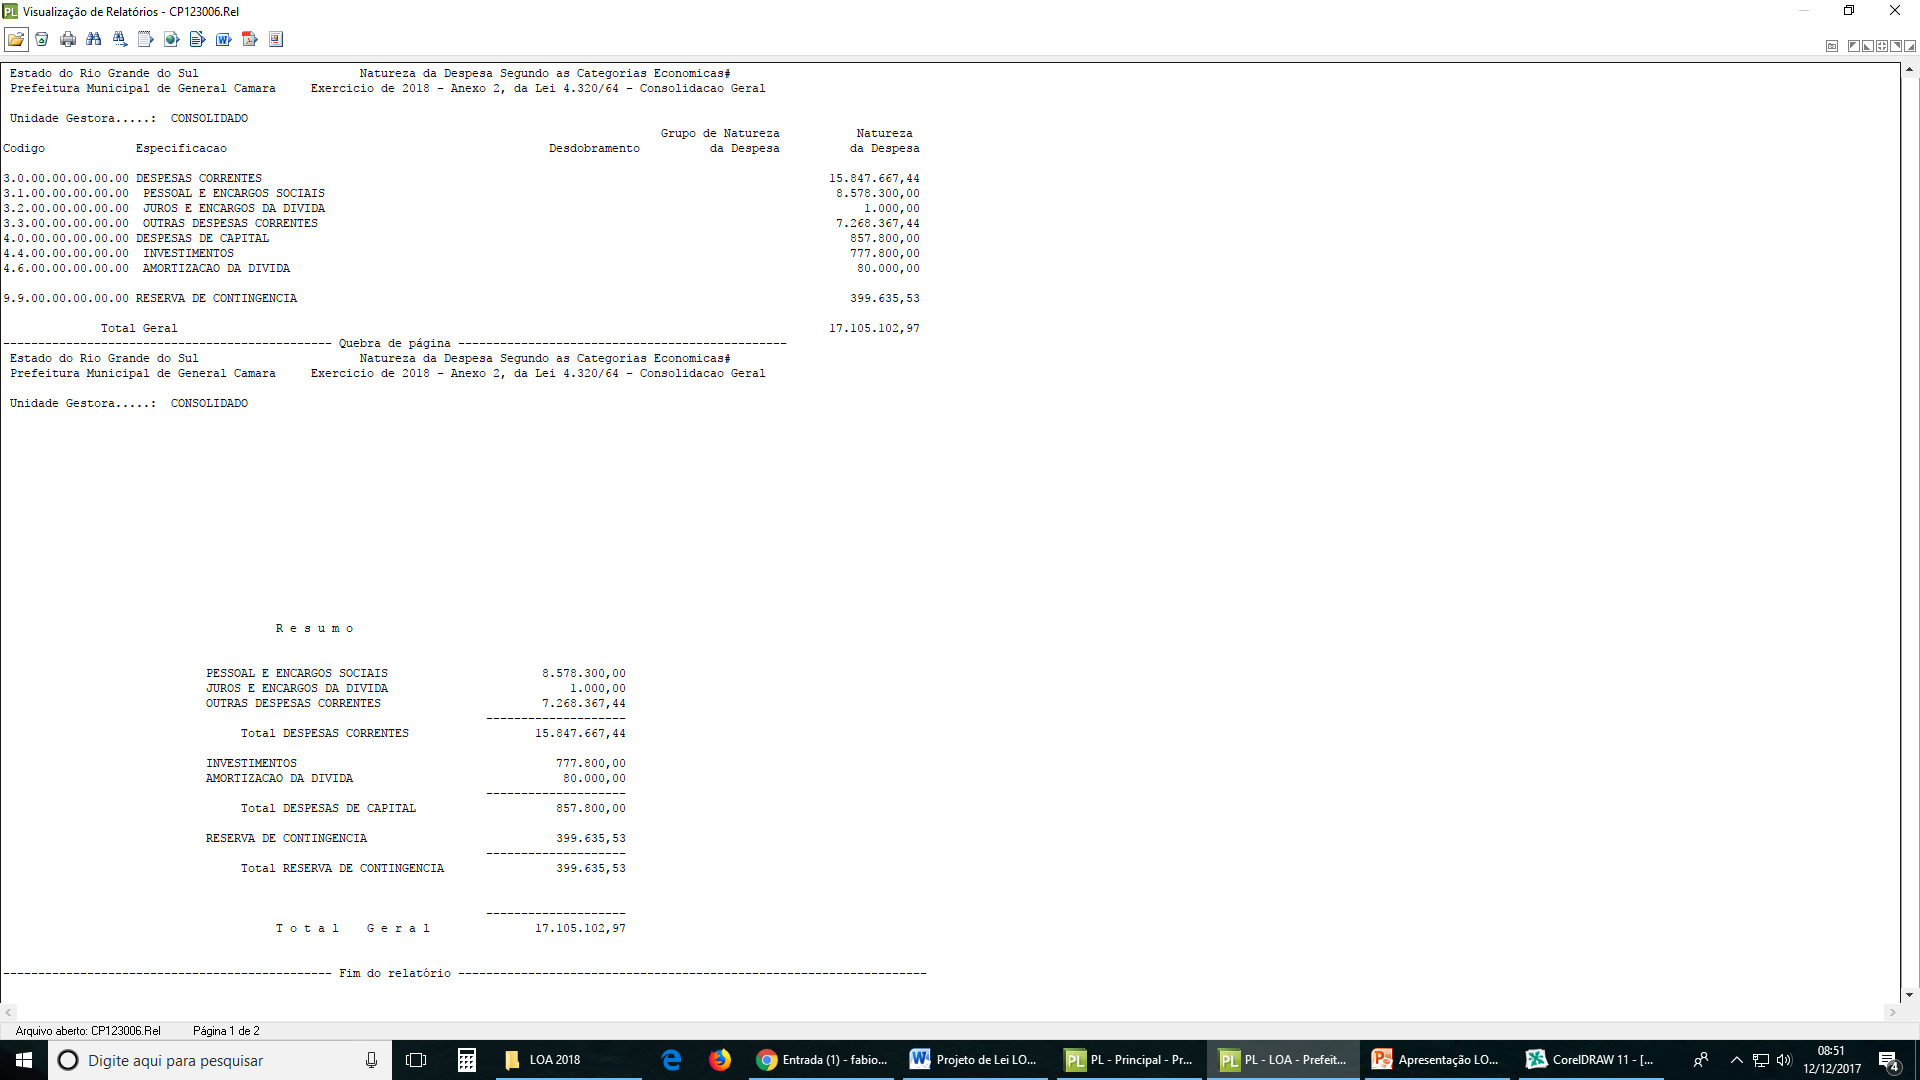 Visualização de Relatórios - CP123006.Rel
Estado do Rio Grande do Sul Natureza da Despesa Segundo as Categorias Economicas#
Prefeitura Municipal de General Camara Exercicio de 2018 - Anexo 2, da Lei 4.320/64 - Consolidacao Geral
Unidade Gestora.....: CONSOLIDADO
Grupo de Natureza Natureza
Codigo Especificacao Desdobramento da Despesa da Despesa
3.0.00.00.00.00.00 DESPESAS CORRENTES 15.847.667,44
3.1.00.00.00.00.00 PESSOAL E ENCARGOS SOCIAIS 8.578.300,00
3.2.00.00.00.00.00 JUROS E ENCARGOS DA DIVIDA 1.000,00
3.3.00.00.00.00.00 OUTRAS DESPESAS CORRENTES 7.268.367,44
4.0.00.00.00.00.00 DESPESAS DE CAPITAL 857.800,00
4.4.00.00.00.00.00 INVESTIMENTOS 777.800,00
4.6.00.00.00.00.00 AMORTIZACAO DA DIVIDA 80.000,00
9.9.00.00.00.00.00 RESERVA DE CONTINGENCIA 399.635,53
Total Geral 17.105.102,97
----------------------------------------------- Quebra de página -----------------------------------------------
Estado do Rio Grande do Sul Natureza da Despesa Segundo as Categorias Economicas#
Prefeitura Municipal de General Camara Exercicio de 2018 - Anexo 2, da Lei 4.320/64 - Consolidacao Geral
Unidade Gestora.....: CONSOLIDADO
R e s u m o
PESSOAL E ENCARGOS SOCIAIS 8.578.300,00
JUROS E ENCARGOS DA DIVIDA 1.000,00
OUTRAS DESPESAS CORRENTES 7.268.367,44
--------------------
Total DESPESAS CORRENTES 15.847.667,44
INVESTIMENTOS 777.800,00
AMORTIZACAO DA DIVIDA 80.000,00
--------------------
Total DESPESAS DE CAPITAL 857.800,00
RESERVA DE CONTINGENCIA 399.635,53
--------------------
Total RESERVA DE CONTINGENCIA 399.635,53
--------------------
T o t a l G e r a l 17.105.102,97
----------------------------------------------- Fim do relatório -------------------------------------------------------------------
Arquivo aberto: CP123006.Rel Página 1 de 2
Digite aqui para pesquisar LOA 2018 Entrada (1) - fabio... Projeto de Lei LO... PL - Principal - Pr... PL - LOA - Prefeit... Apresentação LO... CorelDRAW 11 - [... 08:51
12/12/2017 4